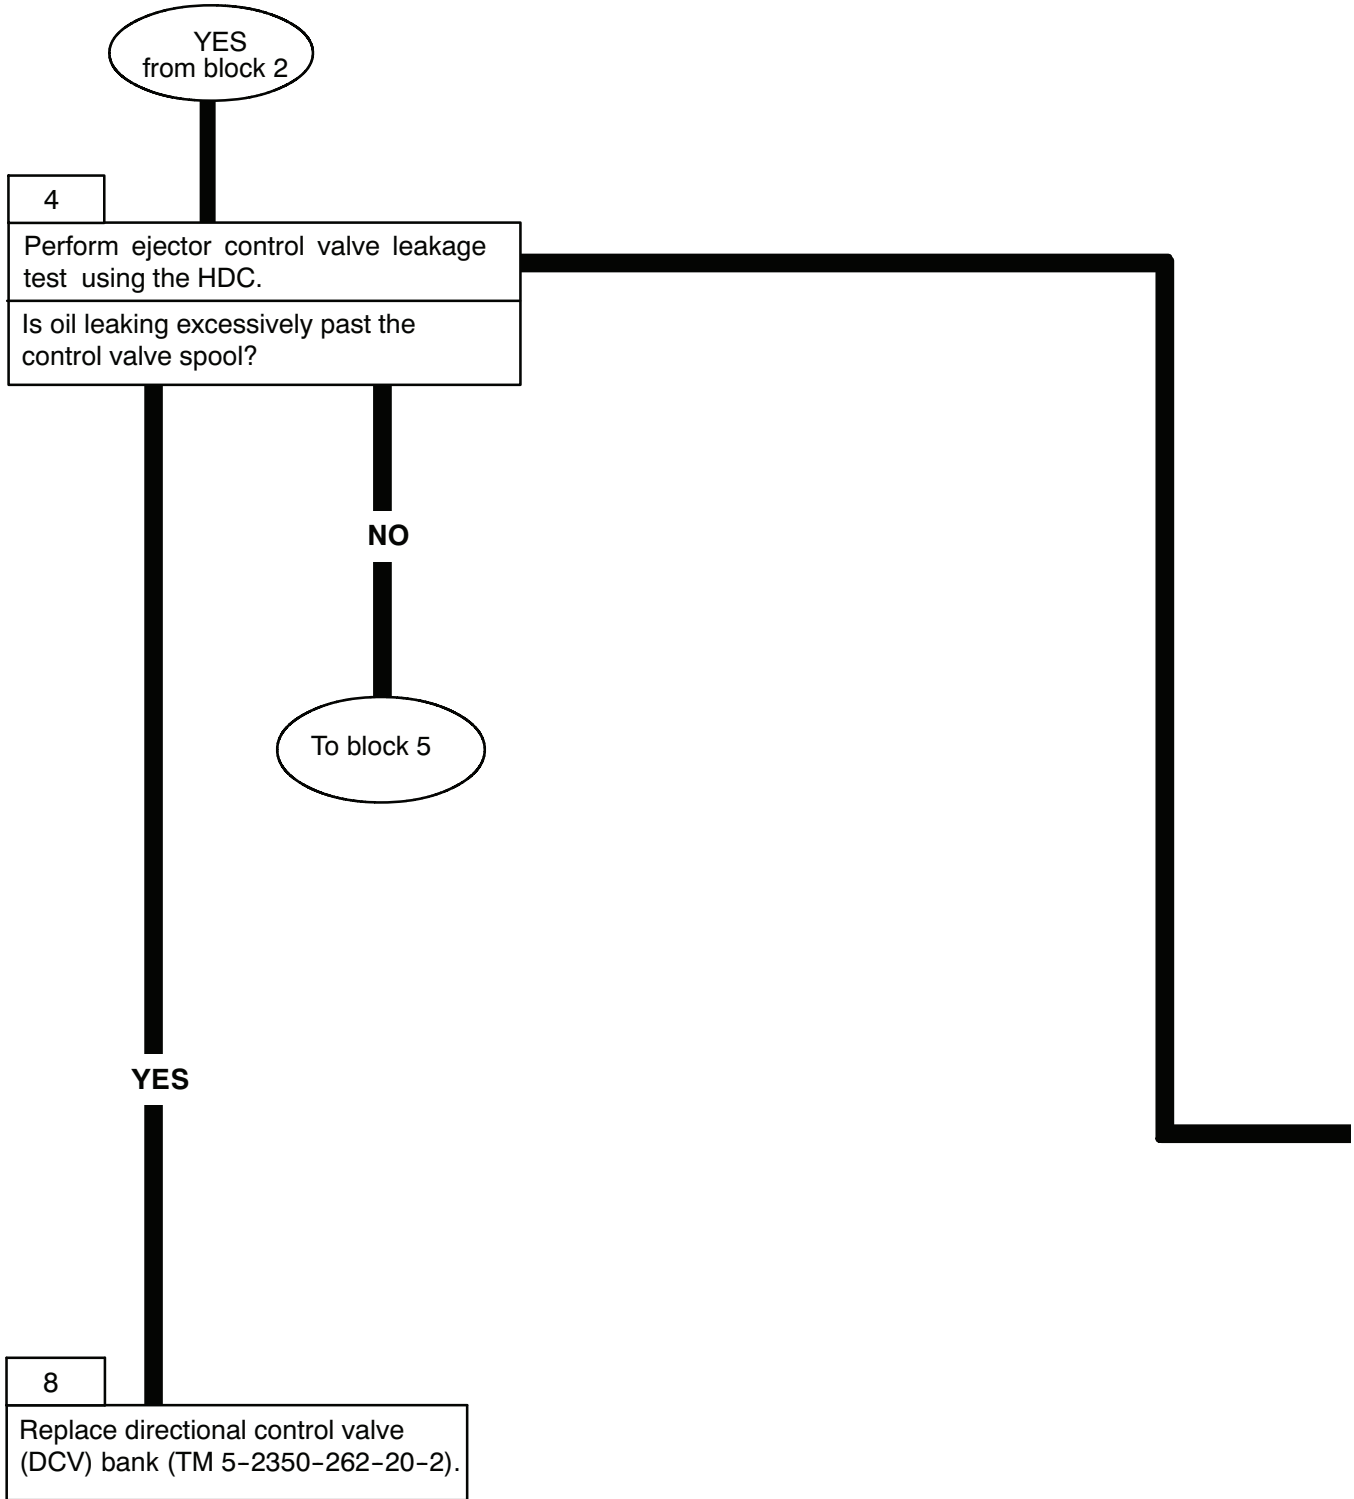 YES
from block 2
4
Perform ejector control valve leakage
test using the HDC.
Is oil leaking excessively past the
control valve spool?
NO
To block 5
YES
8
Replace directional control valve
(DCV) bank (TM 5-2350-262-20-2).